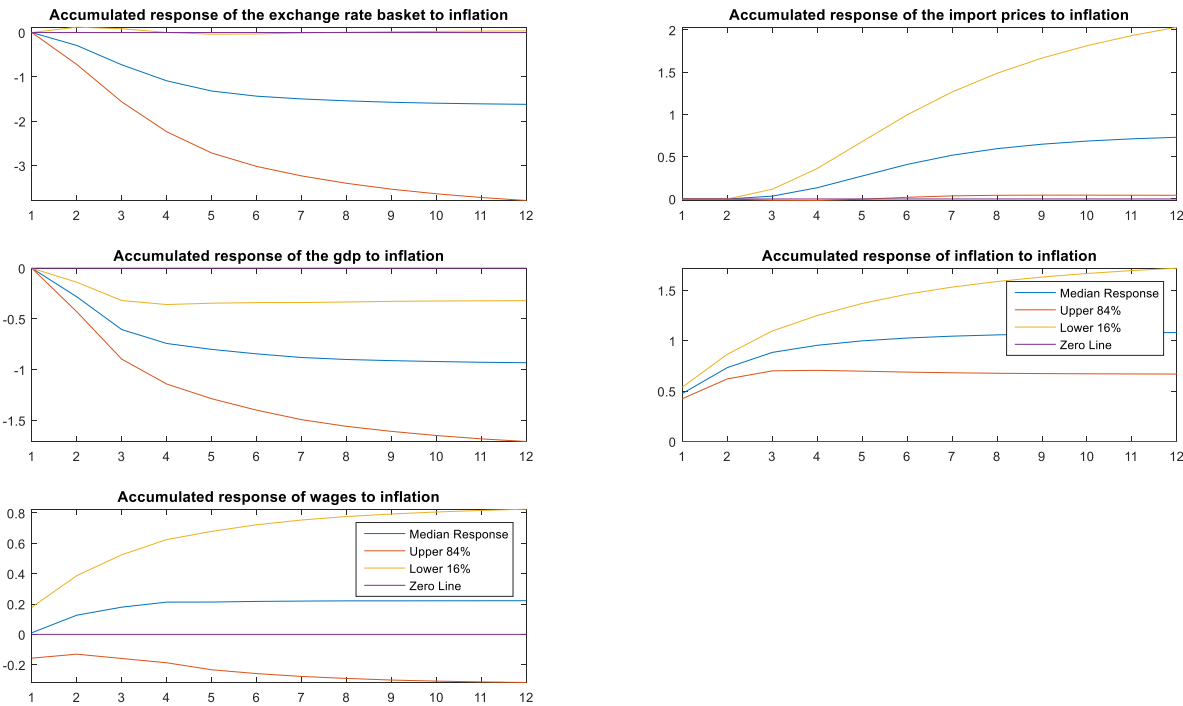 Accumulated response of the exchange rate basket to inflation
0
-1
-2
-3
1 2 3 4 5 6 7 8 9 10 11 12
Accumulated response of the import prices to inflation
2
1.5
1
0.5
0
1 2 3 4 5 6 7 8 9 10 11 12
Accumulated response of the gdp to inflation
0
-0.5
-1
-1.5
1 2 3 4 5 6 7 8 9 10 11 12
Accumulated response of inflation to inflation
1.5
1
0.5
0
Median Response
Upper 84%
Lower 16%
Zero Line
1 2 3 4 5 6 7 8 9 10 11 12
Accumulated response of wages to inflation
0.8
0.6
0.4
0.2
0
-0.2
Median Response
Upper 84%
Lower 16%
Zero Line
1 2 3 4 5 6 7 8 9 10 11 12